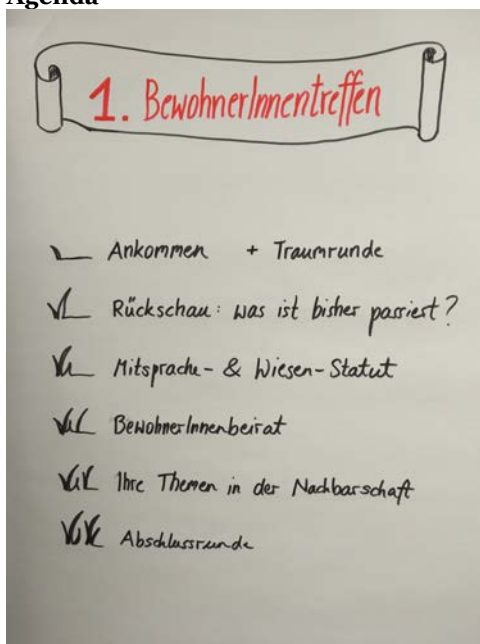 Agenda
1. BewohnerInnentreffen
Ankommen + Traumrunde
Rückschau: was ist bisher passiert?
Mitsprache- & Wiesen-Statut
BewohnerInnenbeirat
Ihre Themen in der Nachbarschaft
Abschlussrunde